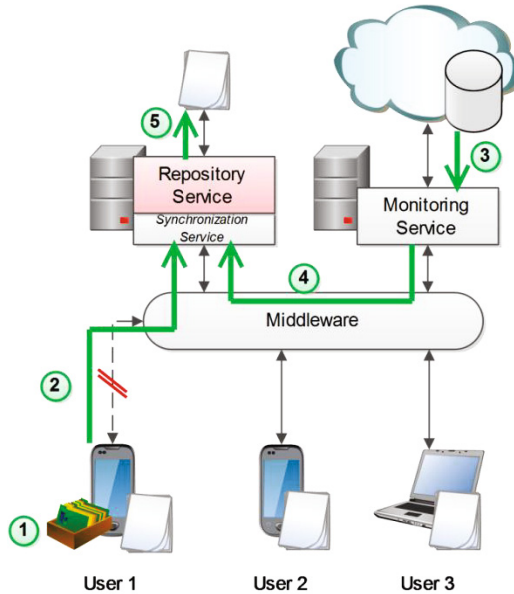 5
3
Repository
Service
Synchronization
Service
Monitoring
Service
4
Middleware
2
1
User 1
User 2
User 3